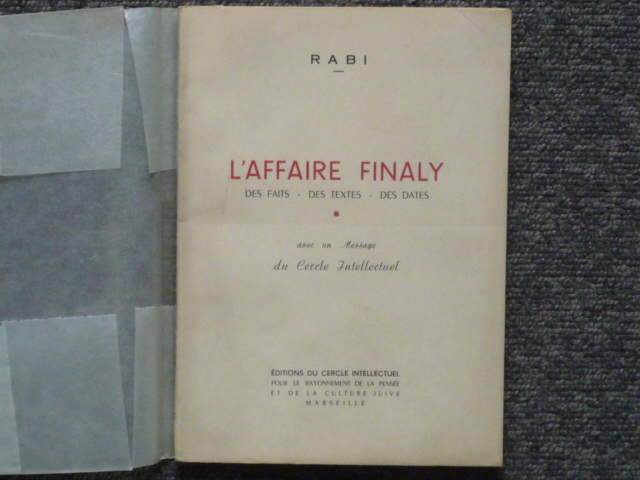 RABI
L'AFFAIRE FINALY
DES FAITS - DES TEXTES - DES DATES
avec un Message
du Cercle Intellectuel
ÉDITIONS DU CERCLE INTELLECTUEL
POUR LE RAYONNEMENT DE LA PENSÉE
ET DE LA CULTURE JUIVE
MARSEILLE